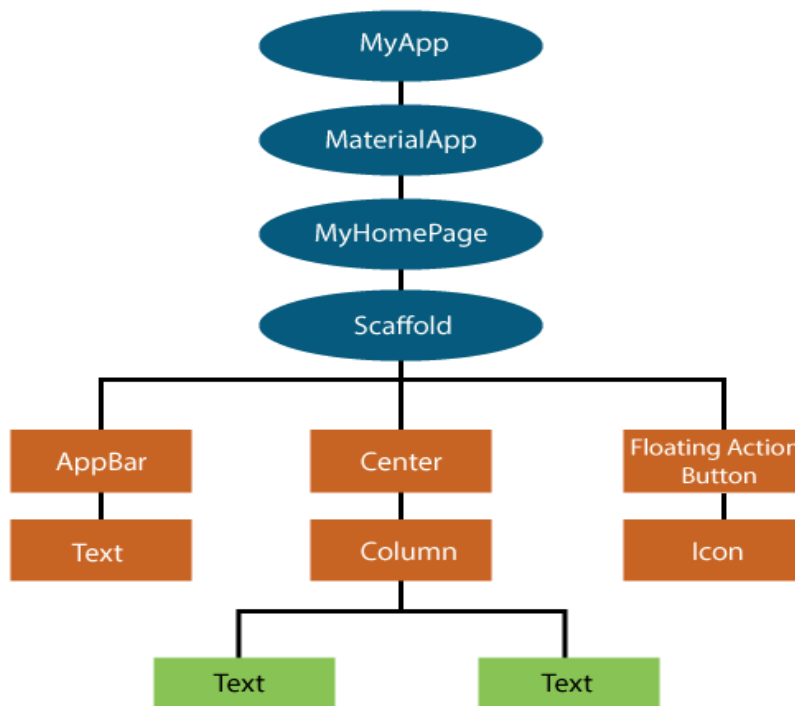 MyApp
MaterialApp
MyHomePage
Scaffold
AppBar
Center
Floating Action
Button
Text
Column
Icon
Text
Text